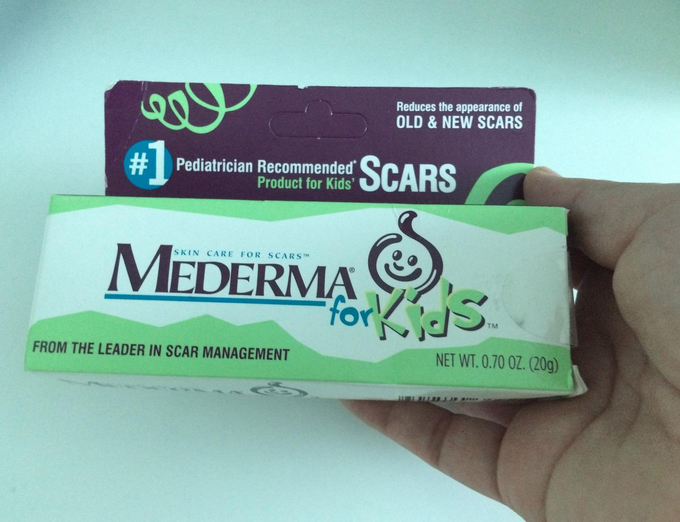 Reduces the appearance of
OLD & NEW SCARS
#1 Pediatrician Recommended* SCARS
Product for Kids'
SKIN CARE FOR SCARS™
MEDERMA®
for Kids™
FROM THE LEADER IN SCAR MANAGEMENT
NET WT. 0.70 OZ. (20g)